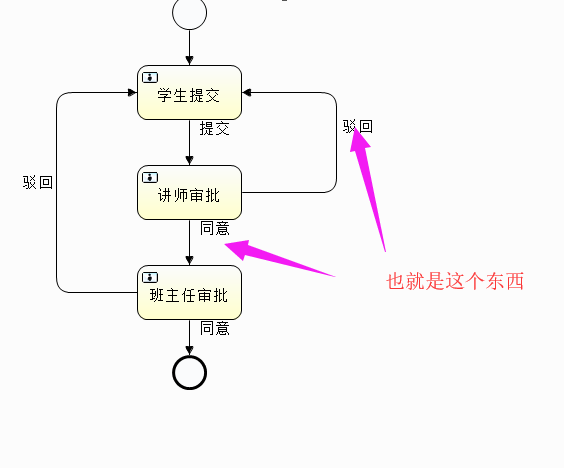 学生提交
提交
驳回
驳回
讲师审批
同意
也就是这个东西
班主任审批
同意